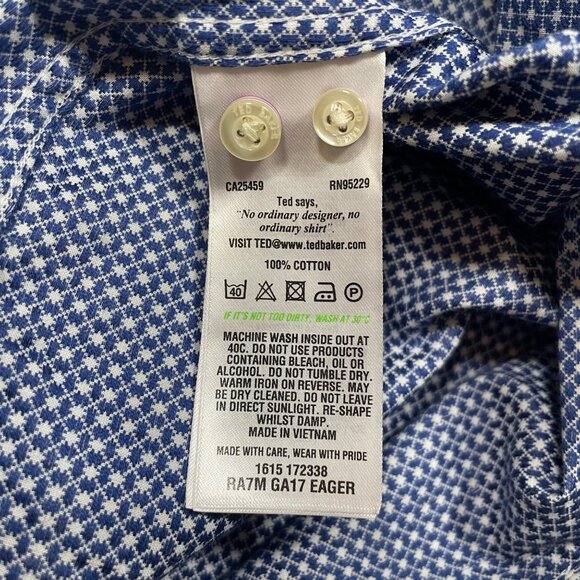 CA25459 RN95229
Ted says,
"No ordinary designer, no
ordinary shirt".
VISIT TED@www.tedbaker.com
100% COTTON
40 P
IF IT'S NOT TOO DIRTY, WASH AT 30°C
MACHINE WASH INSIDE OUT AT
40C. DO NOT USE PRODUCTS
CONTAINING BLEACH, OIL OR
ALCOHOL. DO NOT TUMBLE DRY.
WARM IRON ON REVERSE. MAY
BE DRY CLEANED. DO NOT LEAVE
IN DIRECT SUNLIGHT. RE-SHAPE
WHILST DAMP.
MADE IN VIETNAM
MADE WITH CARE, WEAR WITH PRIDE
1615 172338
RA7M GA17 EAGER